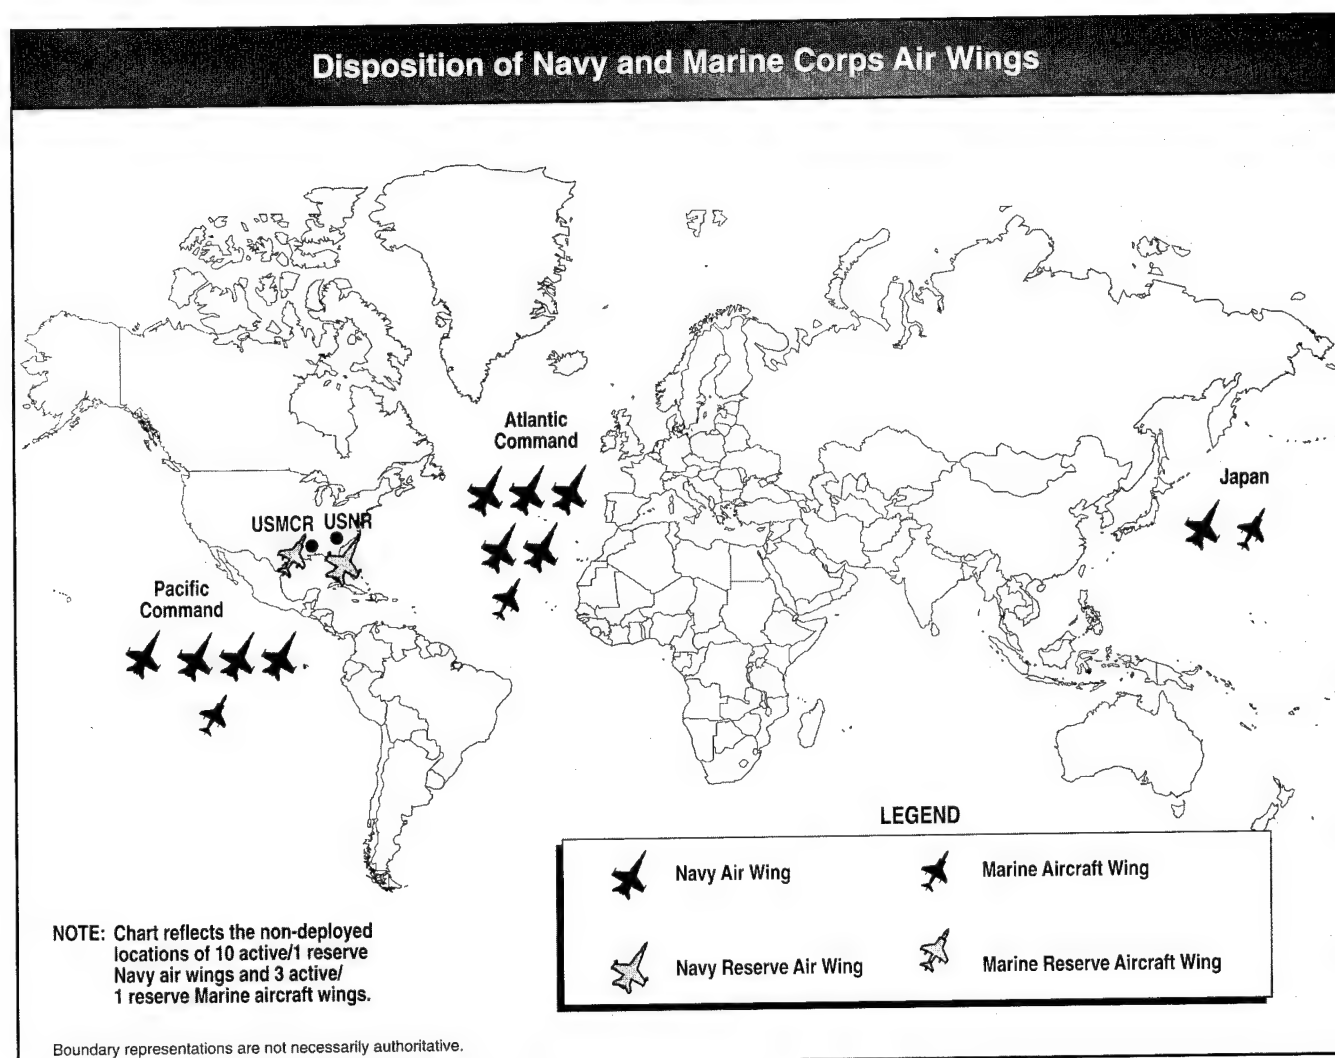 Disposition of Navy and Marine Corps Air Wings
Atlantic
Command
Japan
USMCR
USNR
Pacific
Command
LEGEND
Navy Air Wing
Marine Aircraft Wing
Navy Reserve Air Wing
Marine Reserve Aircraft Wing
NOTE: Chart reflects the non-deployed
locations of 10 active/1 reserve
Navy air wings and 3 active/
1 reserve Marine aircraft wings.
Boundary representations are not necessarily authoritative.